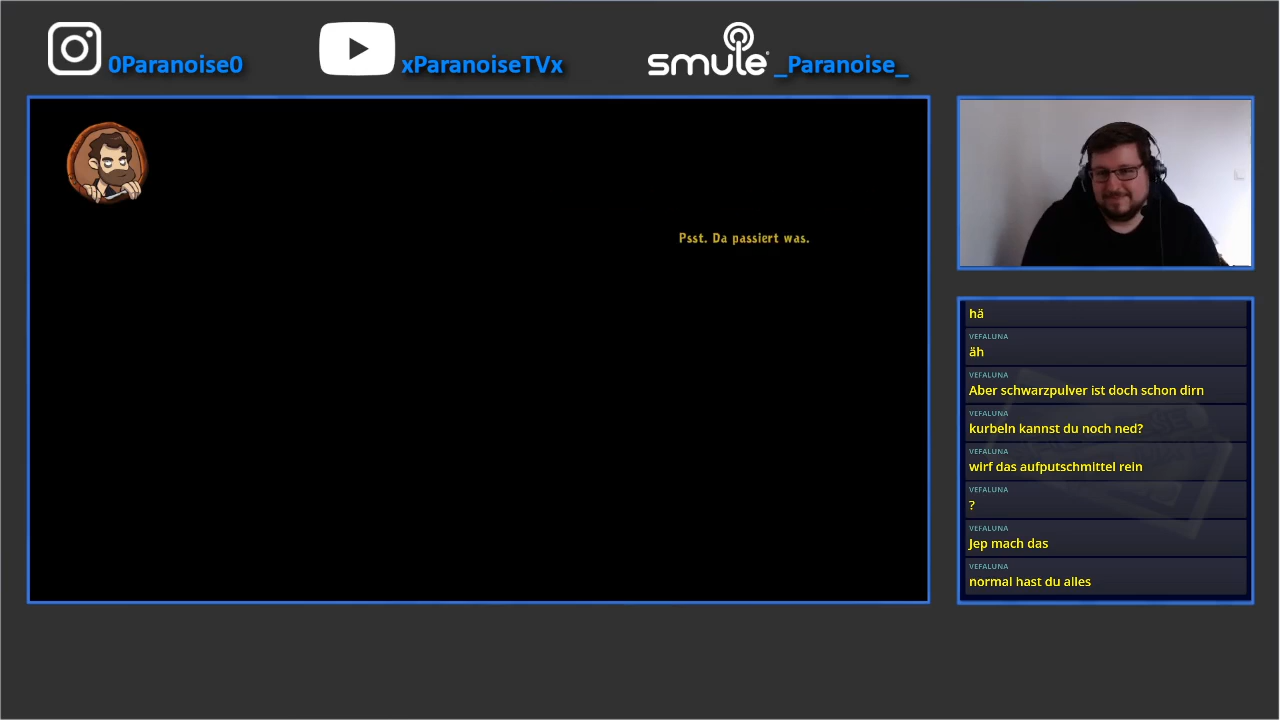 0Paranoise0
xParanoiseTVx
smule
_Paranoise_
Psst. Da passiert was.
hä
VEFALUNA
äh
VEFALUNA
Aber schwarzpulver ist doch schon dirn
VEFALUNA
kurbeln kannst du noch ned?
VEFALUNA
wirf das aufputschmittel rein
VEFALUNA
?
VEFALUNA
Jep mach das
VEFALUNA
normal hast du alles